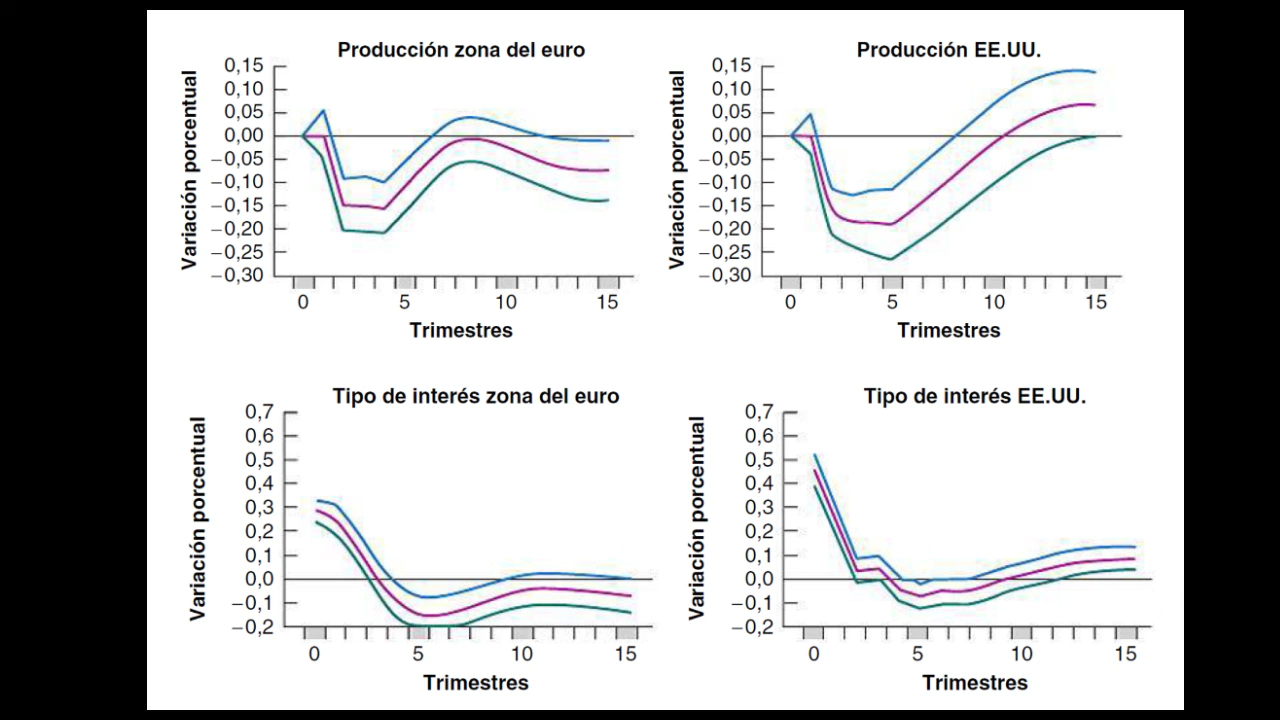 Producción zona del euro
Variación porcentual
0,15
0,10
0,05
0,00
−0,05
−0,10
−0,15
−0,20
−0,25
−0,30
0 5 10 15
Trimestres
Producción EE.UU.
Variación porcentual
0,15
0,10
0,05
0,00
−0,05
−0,10
−0,15
−0,20
−0,25
−0,30
0 5 10 15
Trimestres
Tipo de interés zona del euro
Variación porcentual
0,7
0,6
0,5
0,4
0,3
0,2
0,1
0,0
−0,1
−0,2
0 5 10 15
Trimestres
Tipo de interés EE.UU.
Variación porcentual
0,7
0,6
0,5
0,4
0,3
0,2
0,1
0,0
−0,1
−0,2
0 5 10 15
Trimestres